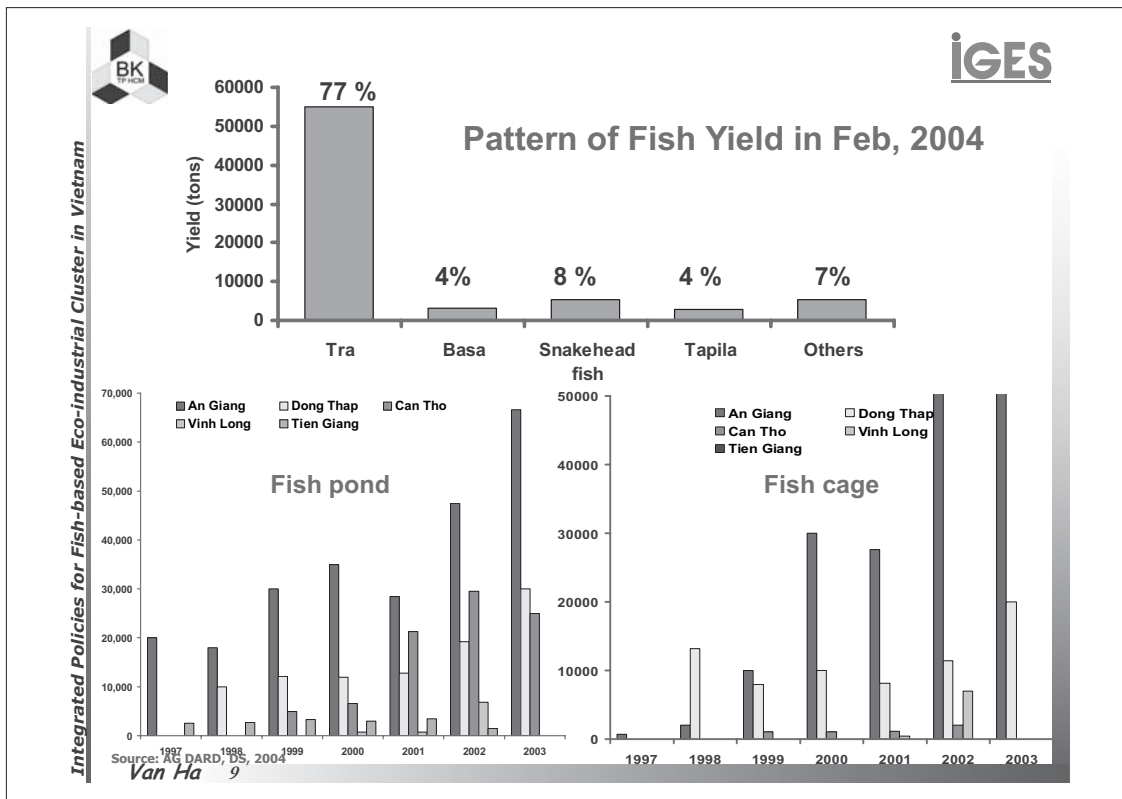 BK
TP HCM
İGES
Integrated Policies for Fish-based Eco-industrial Cluster in Vietnam
Pattern of Fish Yield in Feb, 2004
Yield (tons)
60000
50000
40000
30000
20000
10000
0
77 %
4%
8 %
4 %
7%
Tra
Basa
Snakehead
fish
Tapila
Others
70,000
60,000
50,000
40,000
30,000
20,000
10,000
0
An Giang Dong Thap Can Tho
Vinh Long Tien Giang
Fish pond
1997 1998 1999 2000 2001 2002 2003
50000
40000
30000
20000
10000
0
An Giang Dong Thap
Can Tho Vinh Long
Tien Giang
Fish cage
1997 1998 1999 2000 2001 2002 2003
Source: AG DARD, DS, 2004
Van Ha 9